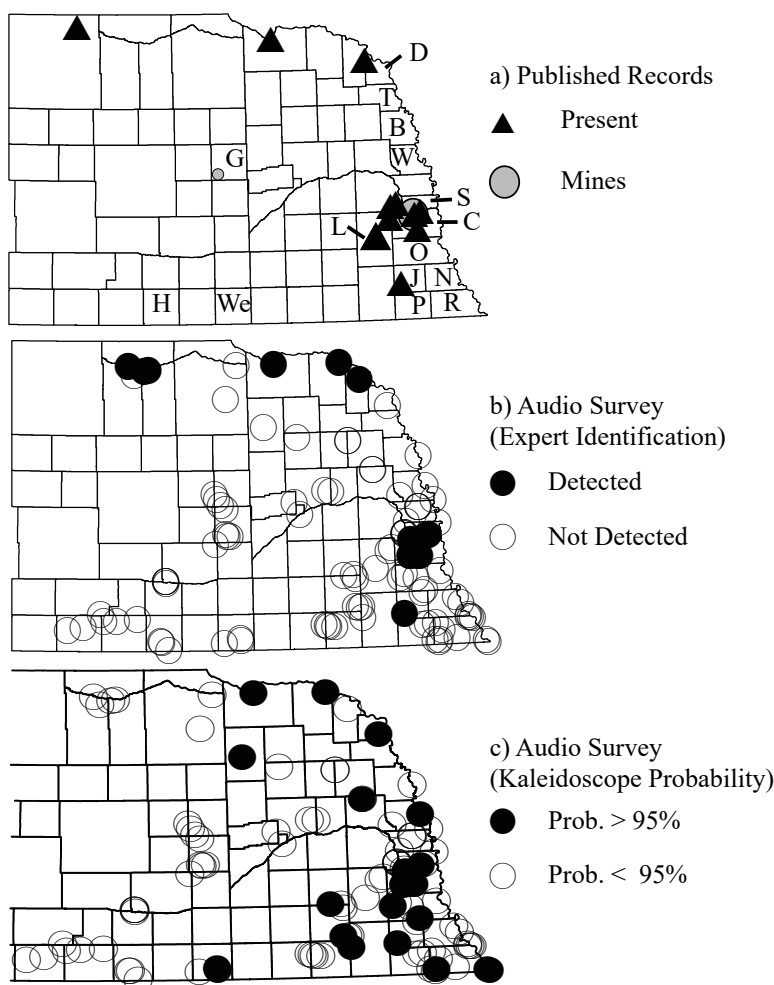 D
a) Published Records
T
B
Present
G
W
Mines
S
L
C
O
J N
H
We
P
R
b) Audio Survey
(Expert Identification)
Detected
Not Detected
c) Audio Survey
(Kaleidoscope Probability)
Prob. > 95%
Prob. < 95%